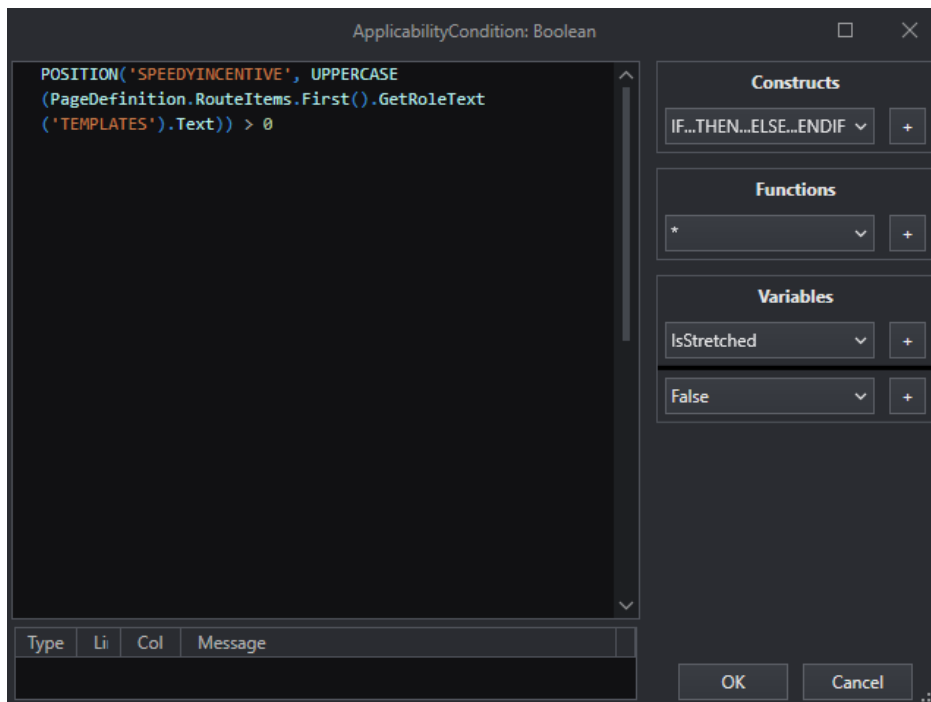 ApplicabilityCondition: Boolean
POSITION('SPEEDYINCENTIVE', UPPERCASE
(PageDefinition.RouteItems.First().GetRoleText
('TEMPLATES').Text)) > 0
Constructs
IF...THEN...ELSE...ENDIF
+
Functions
*
+
Variables
IsStretched
+
False
+
Type Li Col Message
OK Cancel